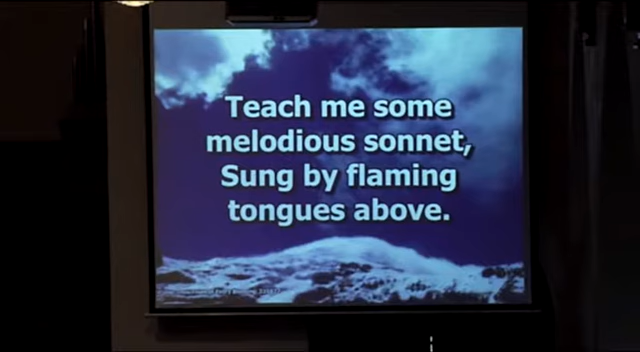 Teach me some
melodious sonnet,
Sung by flaming
tongues above.